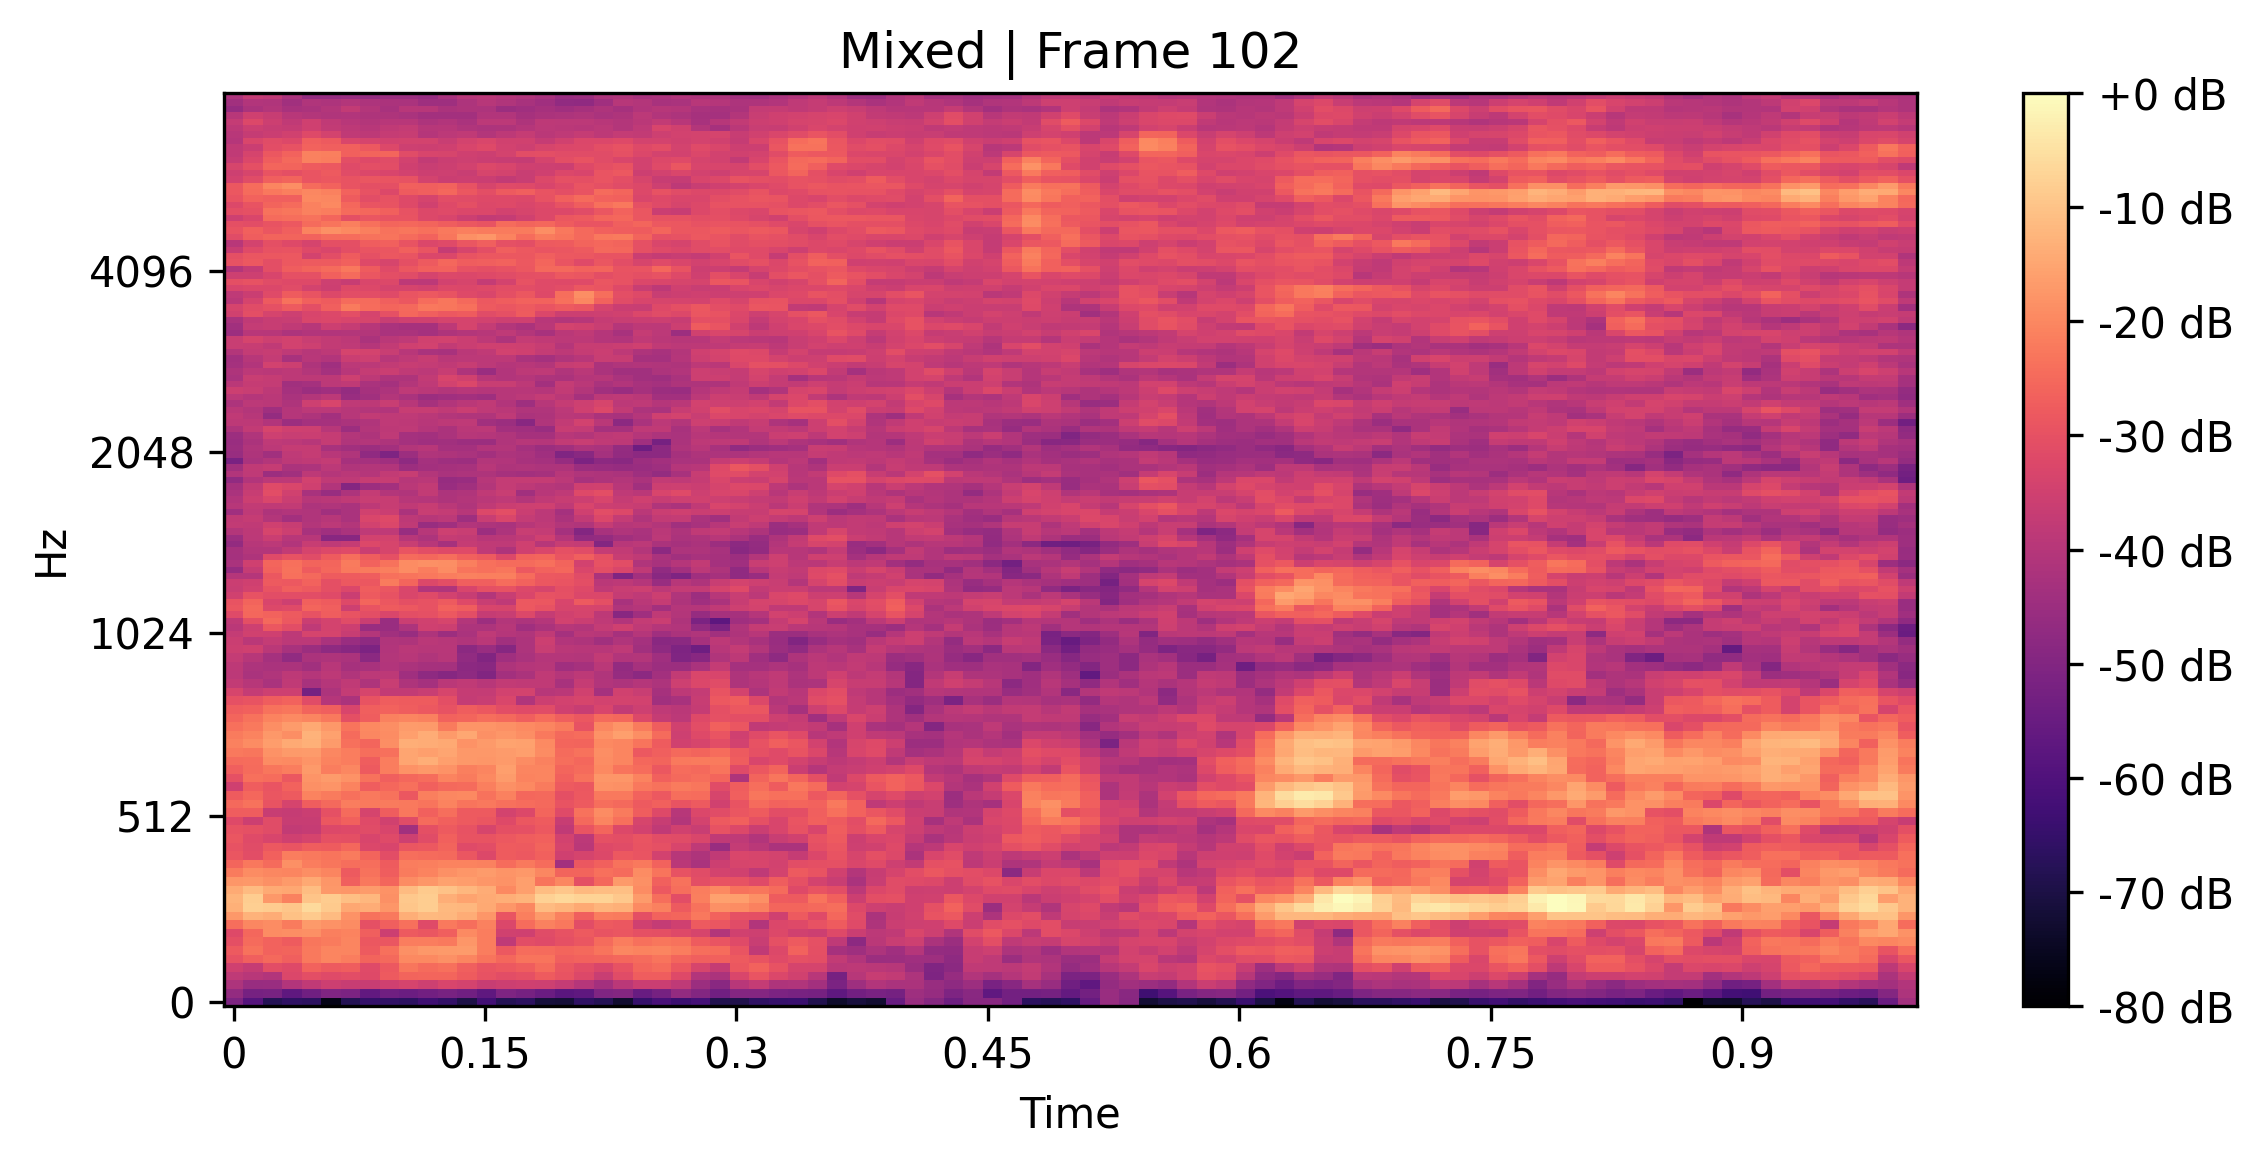 Mixed | Frame 102
Hz
4096
2048
1024
512
0
0
0.15
0.3
0.45
0.6
0.75
0.9
Time
+0 dB
-10 dB
-20 dB
-30 dB
-40 dB
-50 dB
-60 dB
-70 dB
-80 dB